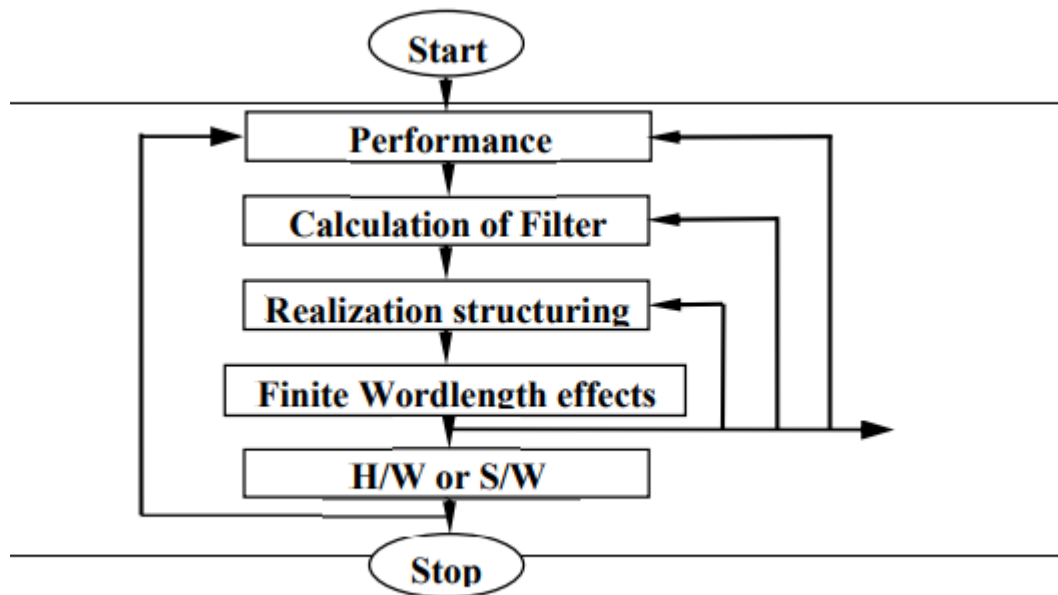 Start
Performance
Calculation of Filter
Realization structuring
Finite Wordlength effects
H/W or S/W
Stop